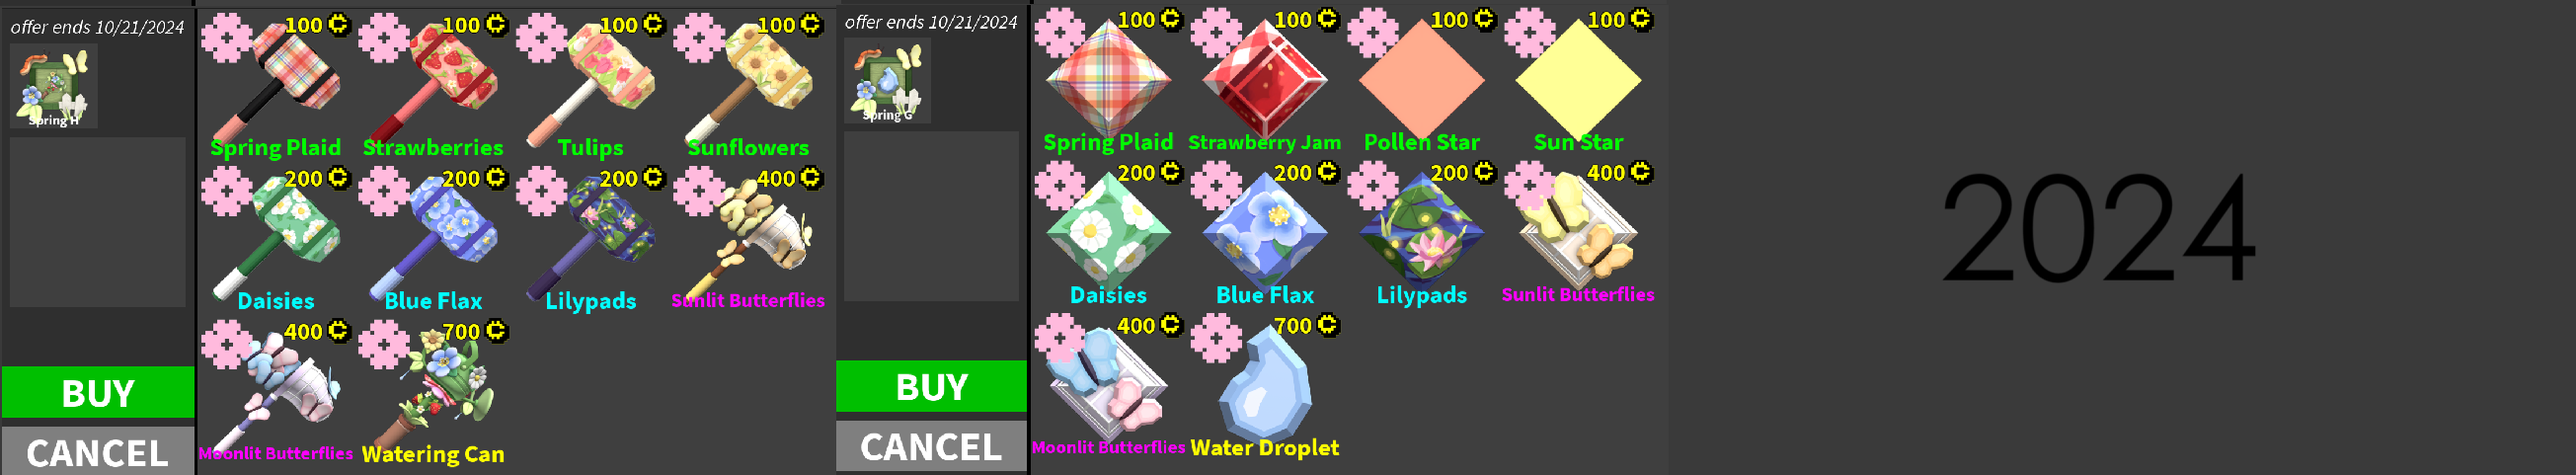 offer ends 10/21/2024
Spring H
BUY
CANCEL
100 100 100 100
Spring Plaid Strawberries Tulips Sunflowers
200 200 200 400
Daisies Blue Flax Lilypads Sunlit Butterflies
400 700
Moonlit Butterflies Watering Can
offer ends 10/21/2024
Spring G
BUY
CANCEL
100 100 100 100
Spring Plaid Strawberry Jam Pollen Star Sun Star
200 200 200 400
Daisies Blue Flax Lilypads Sunlit Butterflies
400 700
Moonlit Butterflies Water Droplet
2024